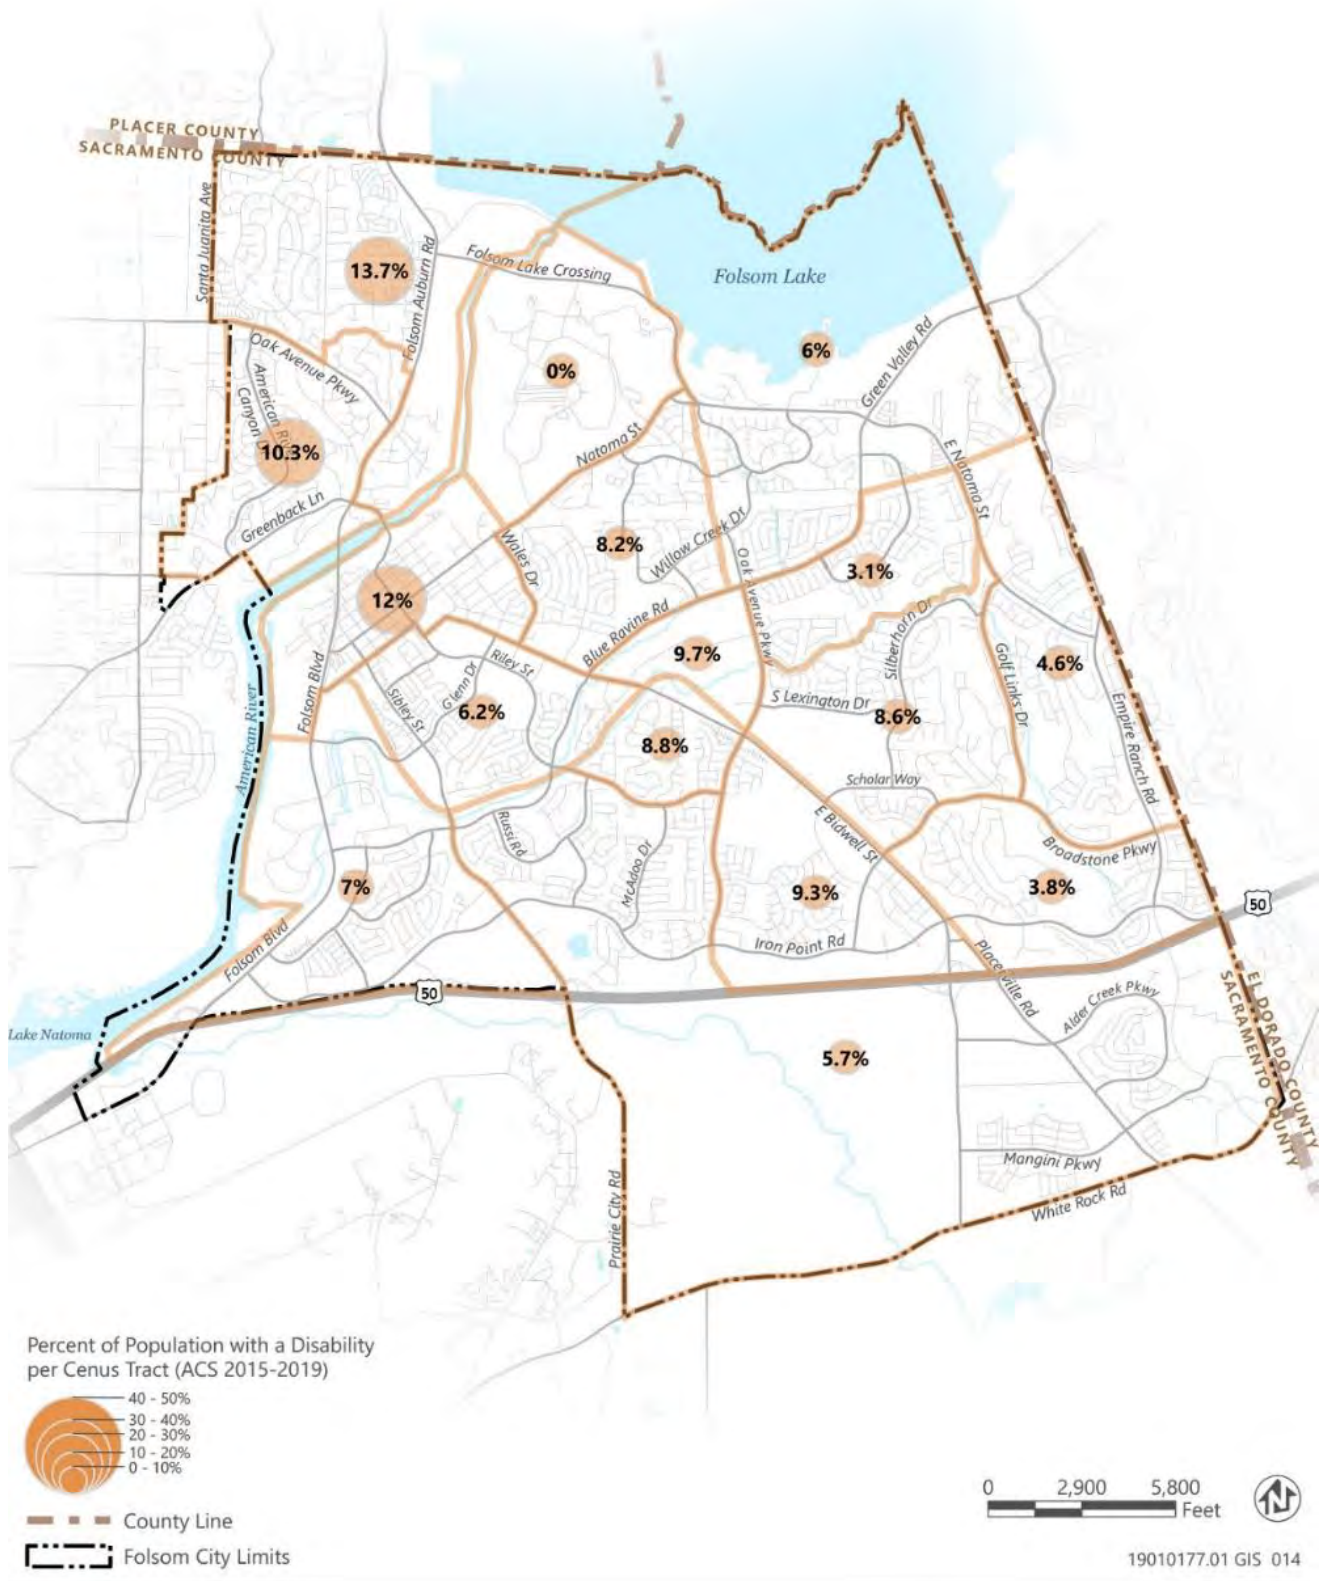 PLACER COUNTY
SACRAMENTO COUNTY
Santa Juanita Ave
13.7%
Folsom Auburn Rd
Folsom Lake Crossing
Folsom Lake
6%
Green Valley Rd
0%
Oak Avenue Pkwy
American River
Canyon Dr
10.3%
Greenback Ln
Natoma St
E Natoma St
8.2%
Willow Creek Dr
Wales Dr
Oak Avenue Pkwy
3.1%
12%
Blue Ravine Rd
9.7%
Silberhorn Dr
4.6%
Golf Links Dr
Riley St
Glenn Dr
Sibley St
Folsom Blvd
6.2%
S Lexington Dr
8.6%
8.8%
American River
Empire Ranch Rd
Scholar Way
Russi Rd
McAdoo Dr
E Bidwell St
Broadstone Pkwy
7%
9.3%
3.8%
50
Folsom Blvd
Iron Point Rd
50
Placerville Rd
Alder Creek Pkwy
EL DORADO COUNTY
SACRAMENTO COUNTY
Lake Natoma
5.7%
Mangini Pkwy
White Rock Rd
Prairie City Rd
Percent of Population with a Disability
per Cenus Tract (ACS 2015-2019)
40 - 50%
30 - 40%
20 - 30%
10 - 20%
0 - 10%
County Line
Folsom City Limits
0 2,900 5,800
Feet
N
19010177.01 GIS 014